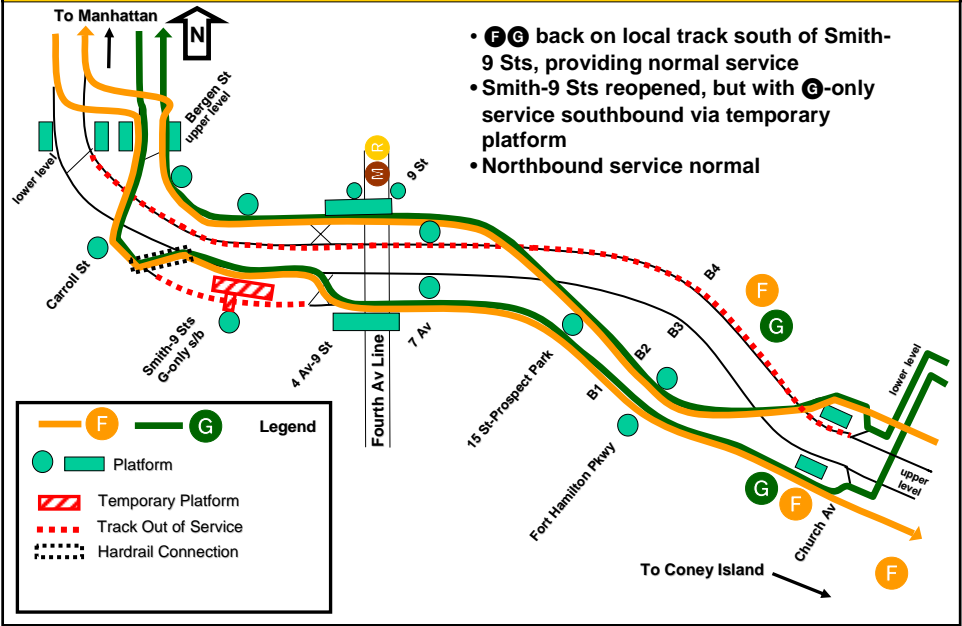 To Manhattan
N
• F G back on local track south of Smith-
9 Sts, providing normal service
• Smith-9 Sts reopened, but with G-only
service southbound via temporary
platform
• Northbound service normal
Bergen St
upper level
lower level
R
M
9 St
Carroll St
Smith-9 Sts
G-only s/b
4 Av-9 St
Fourth Av Line
7 Av
15 St-Prospect Park
B1
B2
B3
B4
F
G
Fort Hamilton Pkwy
lower level
upper
level
G
F
Church Av
To Coney Island
F
F
G
Legend
Platform
Temporary Platform
Track Out of Service
Hardrail Connection